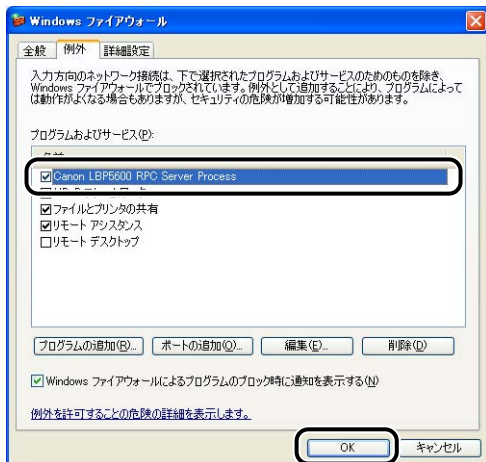 Windows ファイアウォール
全般 例外 詳細設定
入力方向のネットワーク接続は、下で選択されたプログラムおよびサービスのためのものを除き、
Windows ファイアウォールでブロックされています。例外として追加することにより、プログラムによって
は動作がよくなる場合もありますが、セキュリティの危険が増加する可能性があります。
プログラムおよびサービス(P):
Canon LBP5600 RPC Server Process
ファイルとプリンタの共有
リモート アシスタンス
リモート デスクトップ
プログラムの追加(R)... ポートの追加(O)... 編集(E)... 削除(D)
Windows ファイアウォールによるプログラムのブロック時に通知を表示する(N)
例外を許可することの危険の詳細を表示します。
OK キャンセル